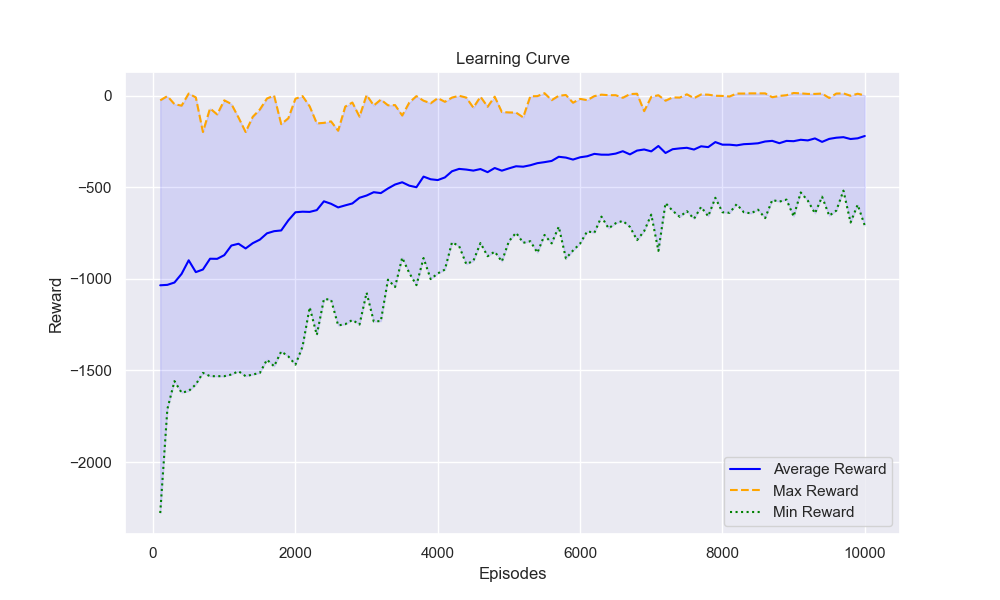 Learning Curve
0
−500
−1000
−1500
−2000
Reward
0
2000
4000
6000
8000
10000
Episodes
Average Reward
Max Reward
Min Reward